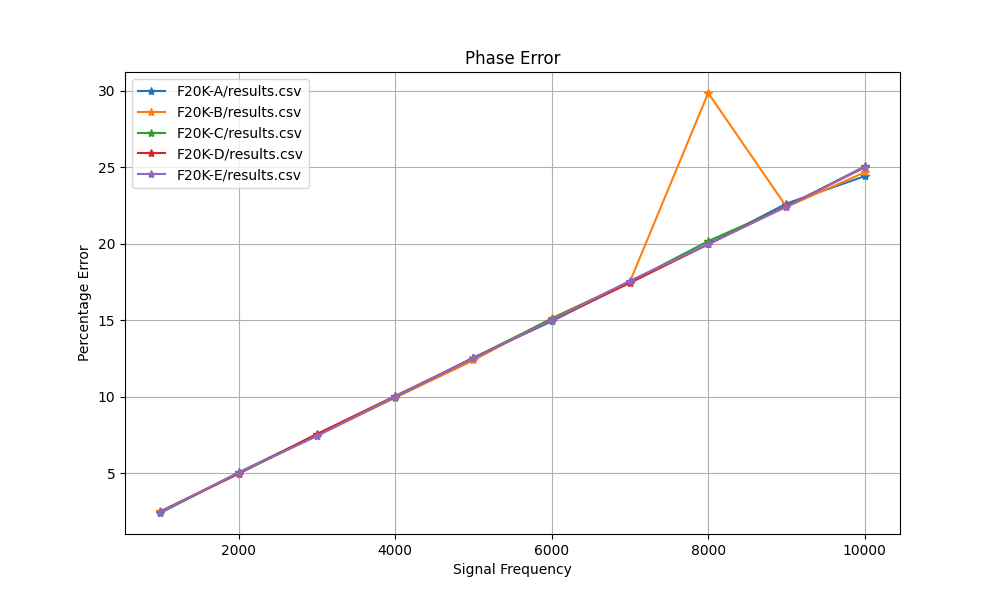 Phase Error
F20K-A/results.csv
F20K-B/results.csv
F20K-C/results.csv
F20K-D/results.csv
F20K-E/results.csv
Percentage Error
30
25
20
15
10
5
2000 4000 6000 8000 10000
Signal Frequency